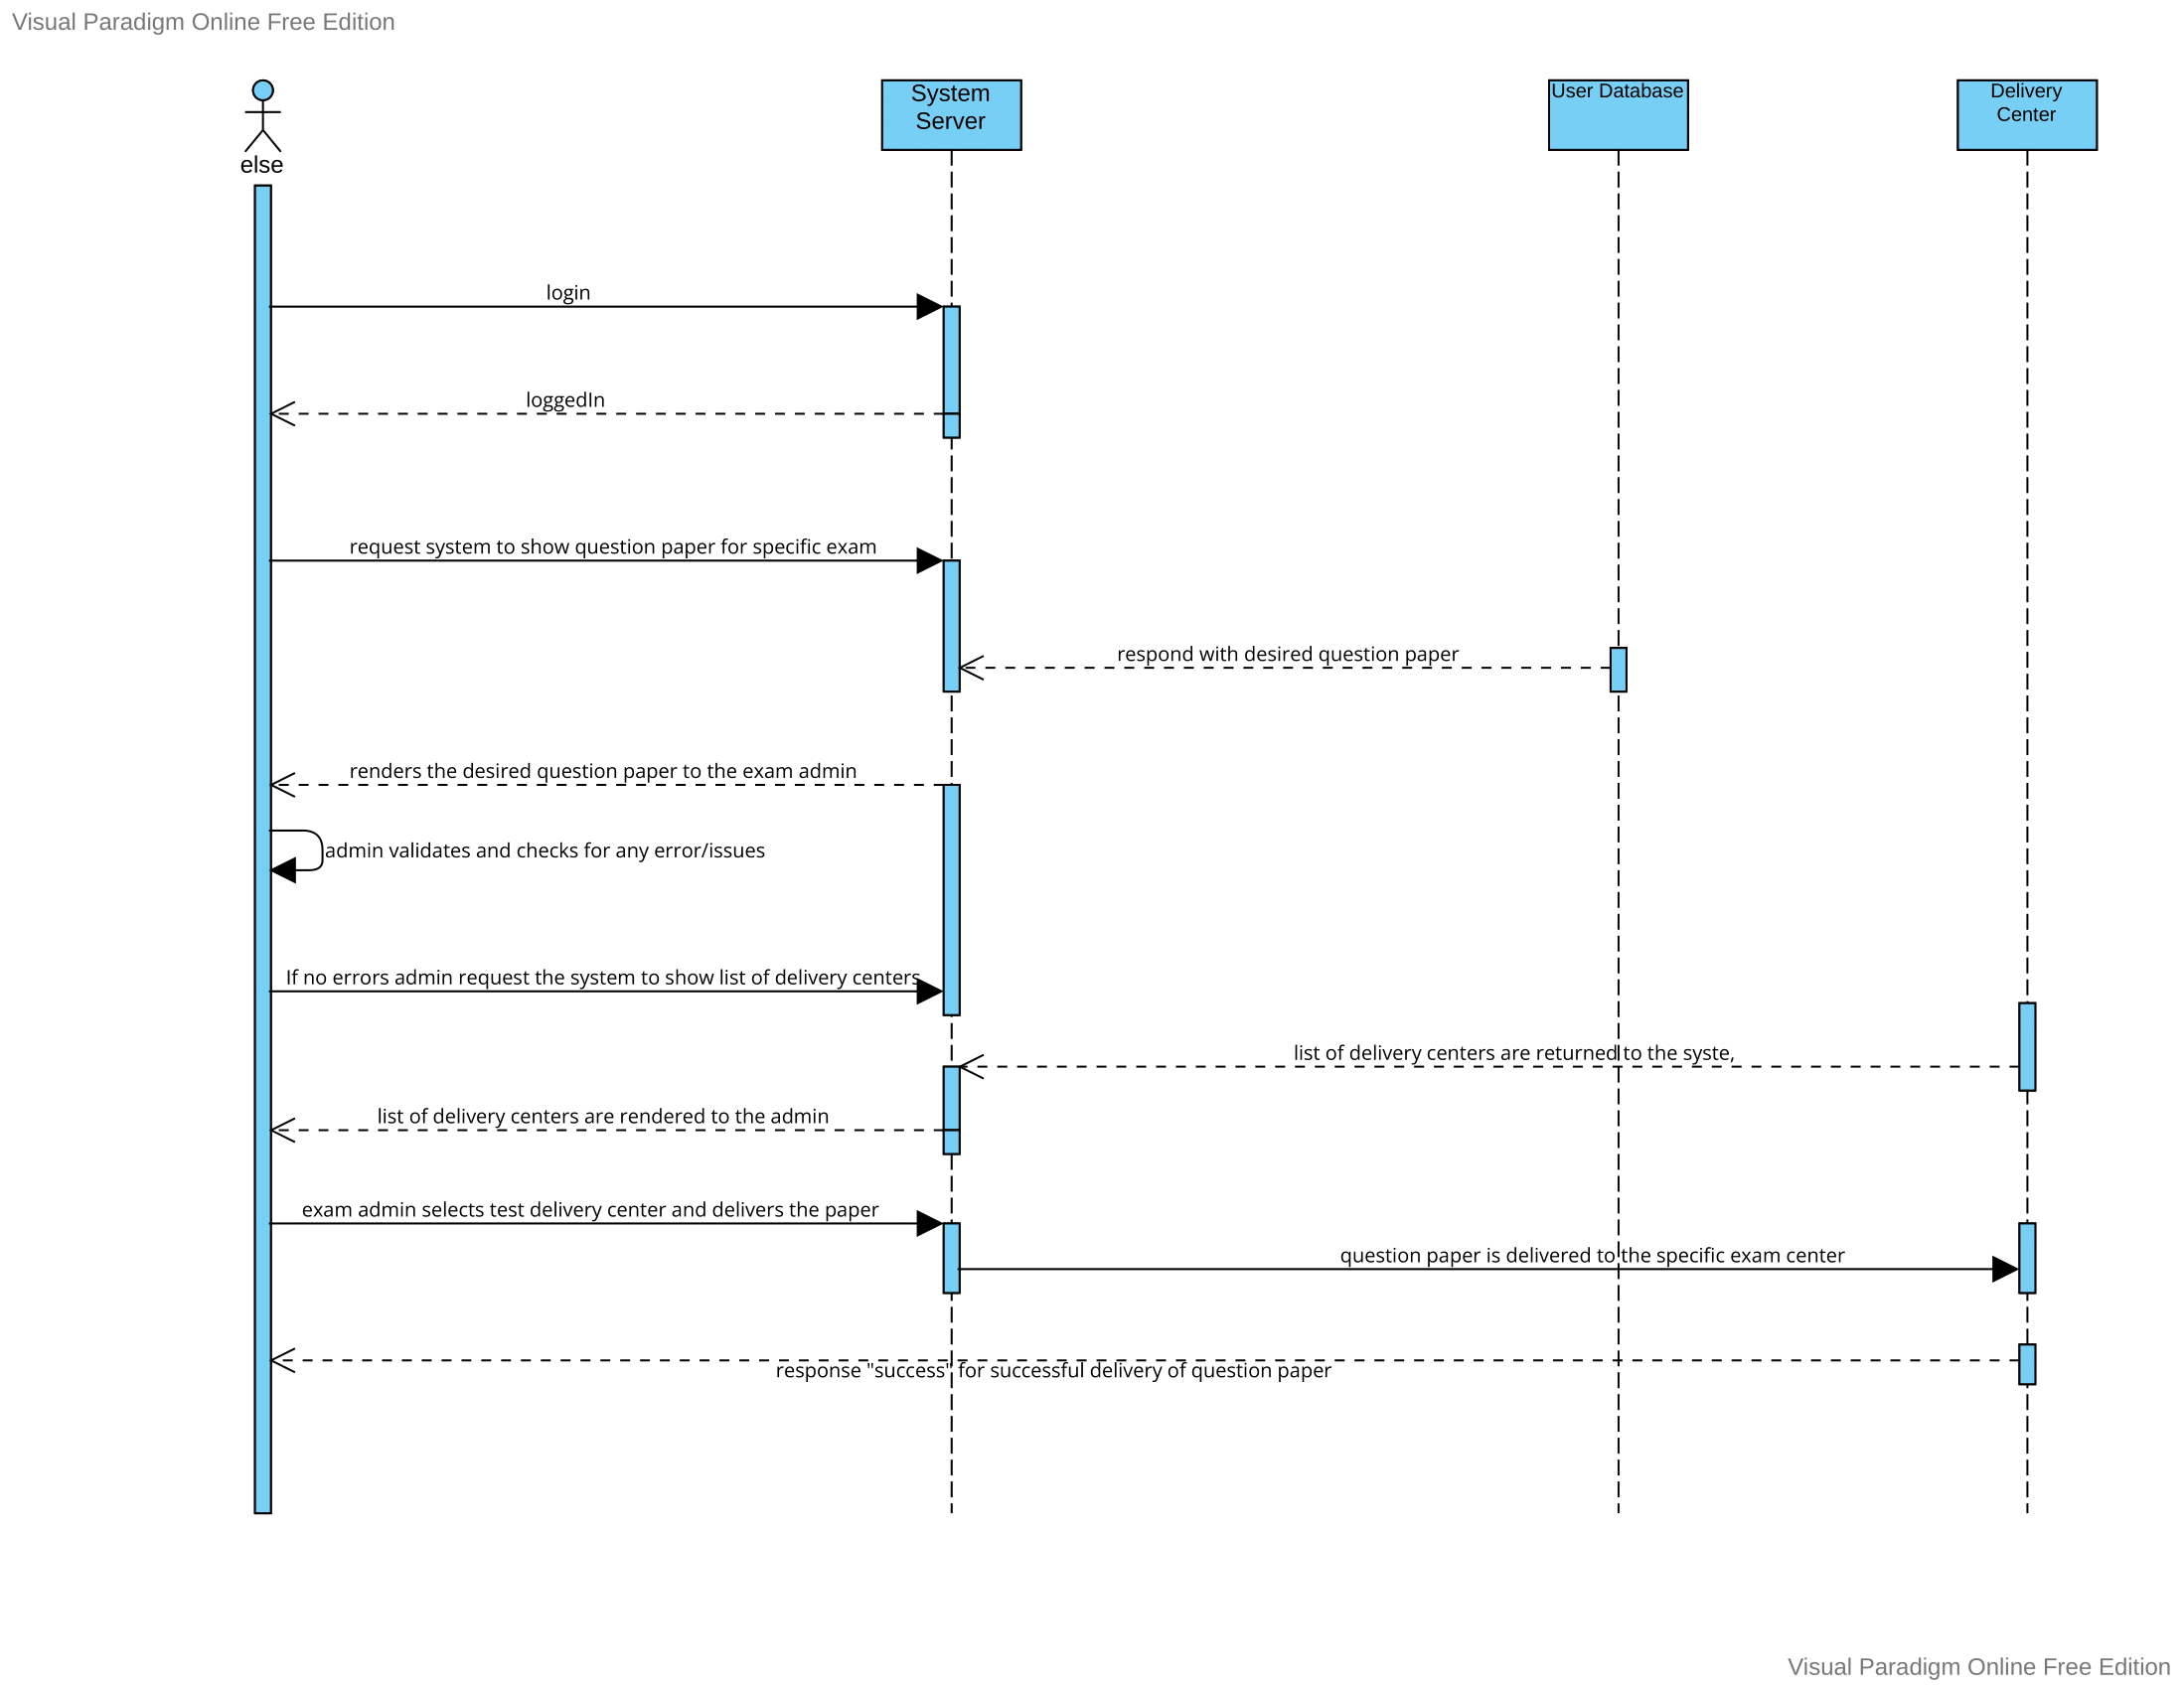 Visual Paradigm Online Free Edition
else
System
Server
User Database
Delivery
Center
login
loggedIn
request system to show question paper for specific exam
respond with desired question paper
renders the desired question paper to the exam admin
admin validates and checks for any error/issues
If no errors admin request the system to show list of delivery centers
list of delivery centers are returned to the syste,
list of delivery centers are rendered to the admin
exam admin selects test delivery center and delivers the paper
question paper is delivered to the specific exam center
response "success" for successful delivery of question paper
Visual Paradigm Online Free Edition